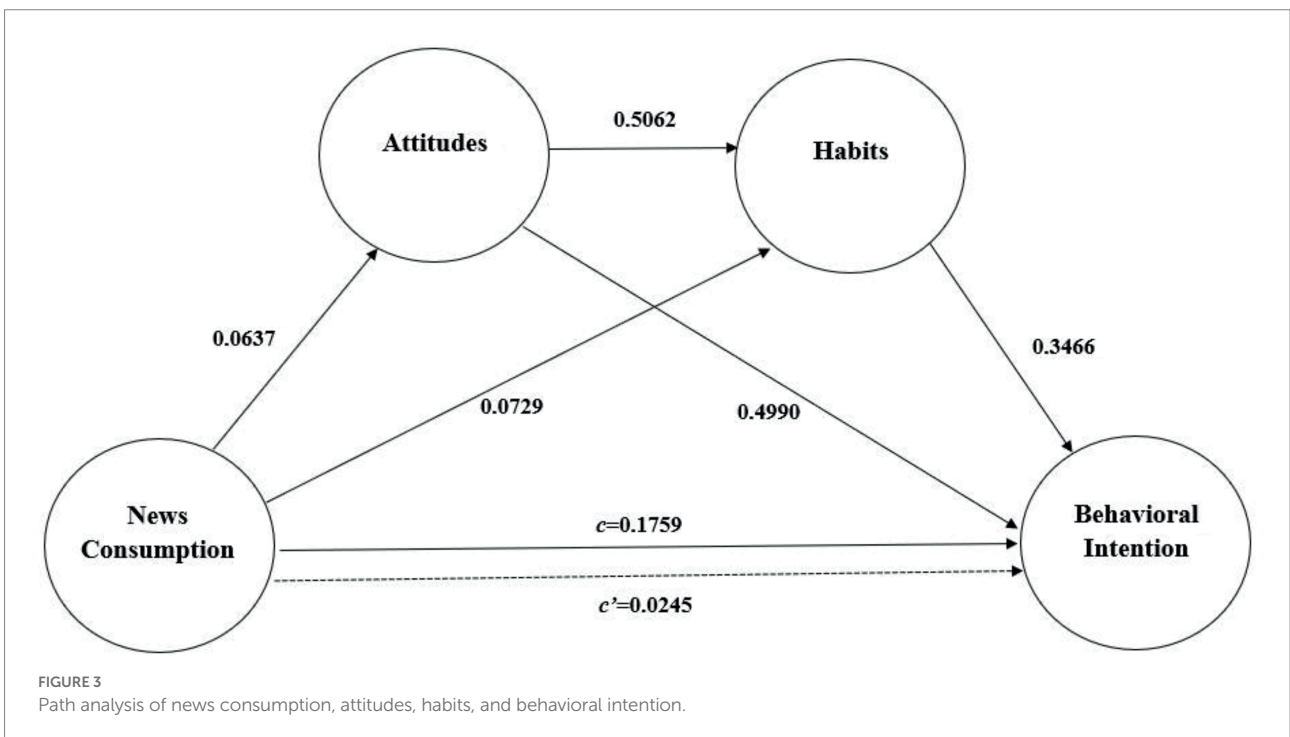 Attitudes
0.5062
Habits
0.0637
0.0729
0.4990
0.3466
News
Consumption
c=0.1759
c’=0.0245
Behavioral
Intention
FIGURE 3
Path analysis of news consumption, attitudes, habits, and behavioral intention.